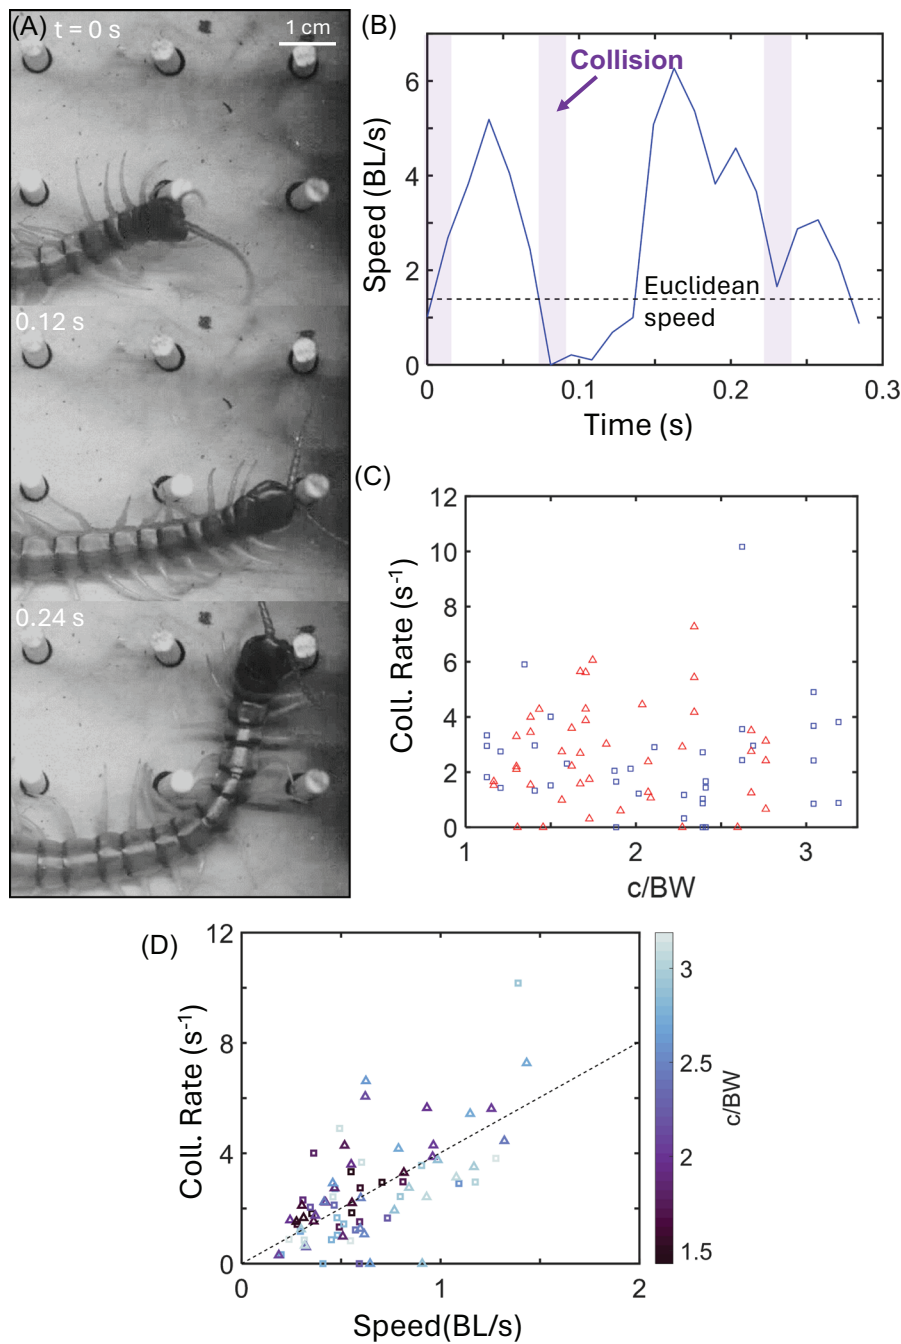 (A) t = 0 s
1 cm
0.12 s
0.24 s
(B)
Collision
Euclidean
speed
Speed (BL/s)
6
4
2
0
0
0.1
0.2
0.3
Time (s)
(C)
Coll. Rate (s⁻¹)
12
10
8
6
4
2
0
1
2
3
c/BW
(D)
Coll. Rate (s⁻¹)
12
8
4
0
0
1
2
Speed(BL/s)
3
2.5
2
1.5
c/BW